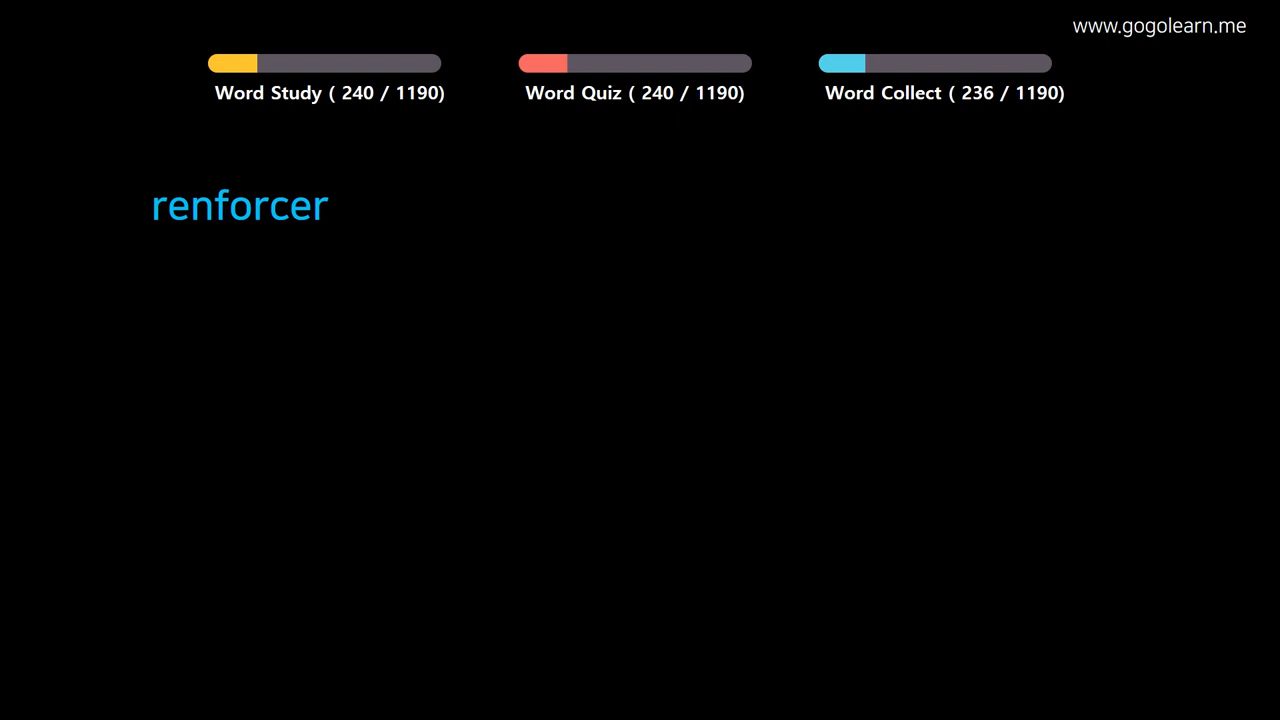 www.gogolearn.me
Word Study ( 240 / 1190)
Word Quiz ( 240 / 1190)
Word Collect ( 236 / 1190)
renforcer